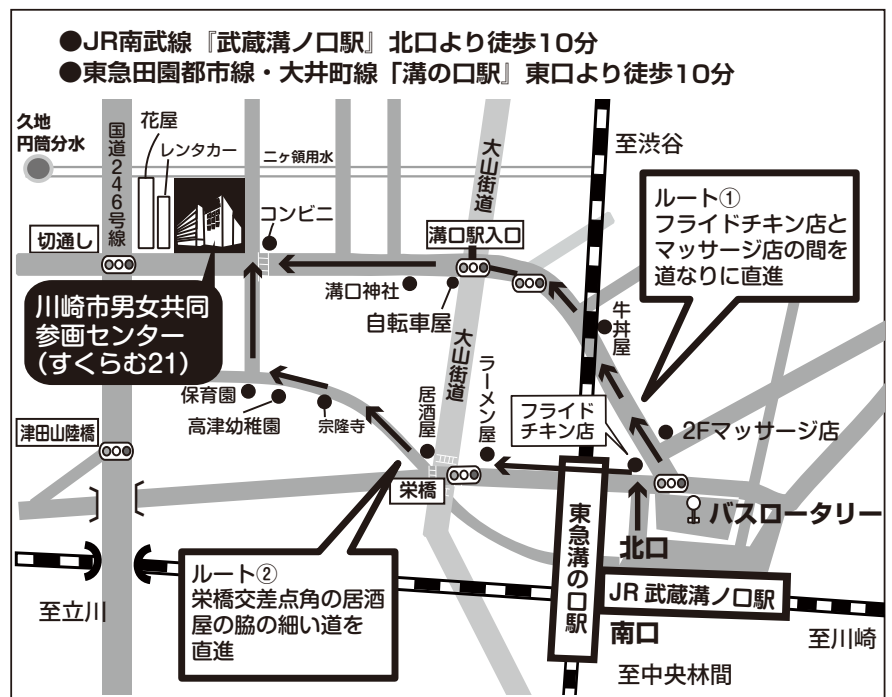 ●JR南武線『武蔵溝ノ口駅』北口より徒歩10分
●東急田園都市線・大井町線「溝の口駅」東口より徒歩10分
久地
円筒分水
国道246号線
花屋
レンタカー
二ヶ領用水
大山街道
至渋谷
ルート①
フライドチキン店と
マッサージ店の間を
道なりに直進
切通し
コンビニ
溝口駅入口
川崎市男女共同
参画センター
(すくらむ21)
溝口神社
自転車屋
牛丼屋
大山街道
保育園
高津幼稚園
宗隆寺
居酒屋
ラーメン屋
フライド
チキン店
2Fマッサージ店
津田山陸橋
栄橋
バスロータリー
北口
東急溝の口駅
ルート②
栄橋交差点角の居酒
屋の脇の細い道を
直進
JR 武蔵溝ノ口駅
至立川
南口
至川崎
至中央林間